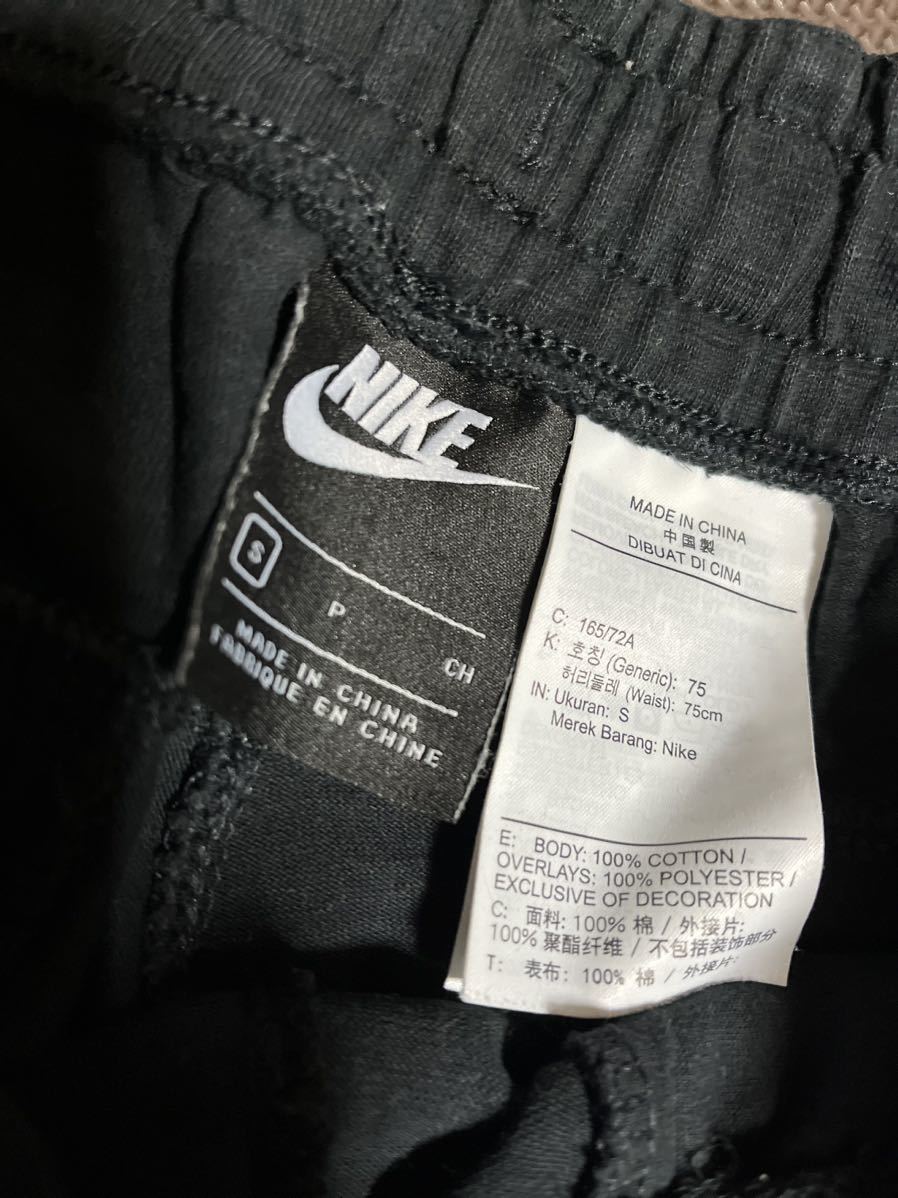 NIKE
S P CH
MADE IN CHINA
FABRIQUE EN CHINE
MADE IN CHINA
中国製
DIBUAT DI CINA
C: 165/72A
K: 호칭 (Generic): 75
허리둘레 (Waist): 75cm
IN: Ukuran: S
Merek Barang: Nike
E: BODY: 100% COTTON /
OVERLAYS: 100% POLYESTER /
EXCLUSIVE OF DECORATION
C: 面料: 100% 棉 / 外接片:
100% 聚酯纤维 / 不包括装饰部分
T: 表布: 100% 棉 / 外接片: